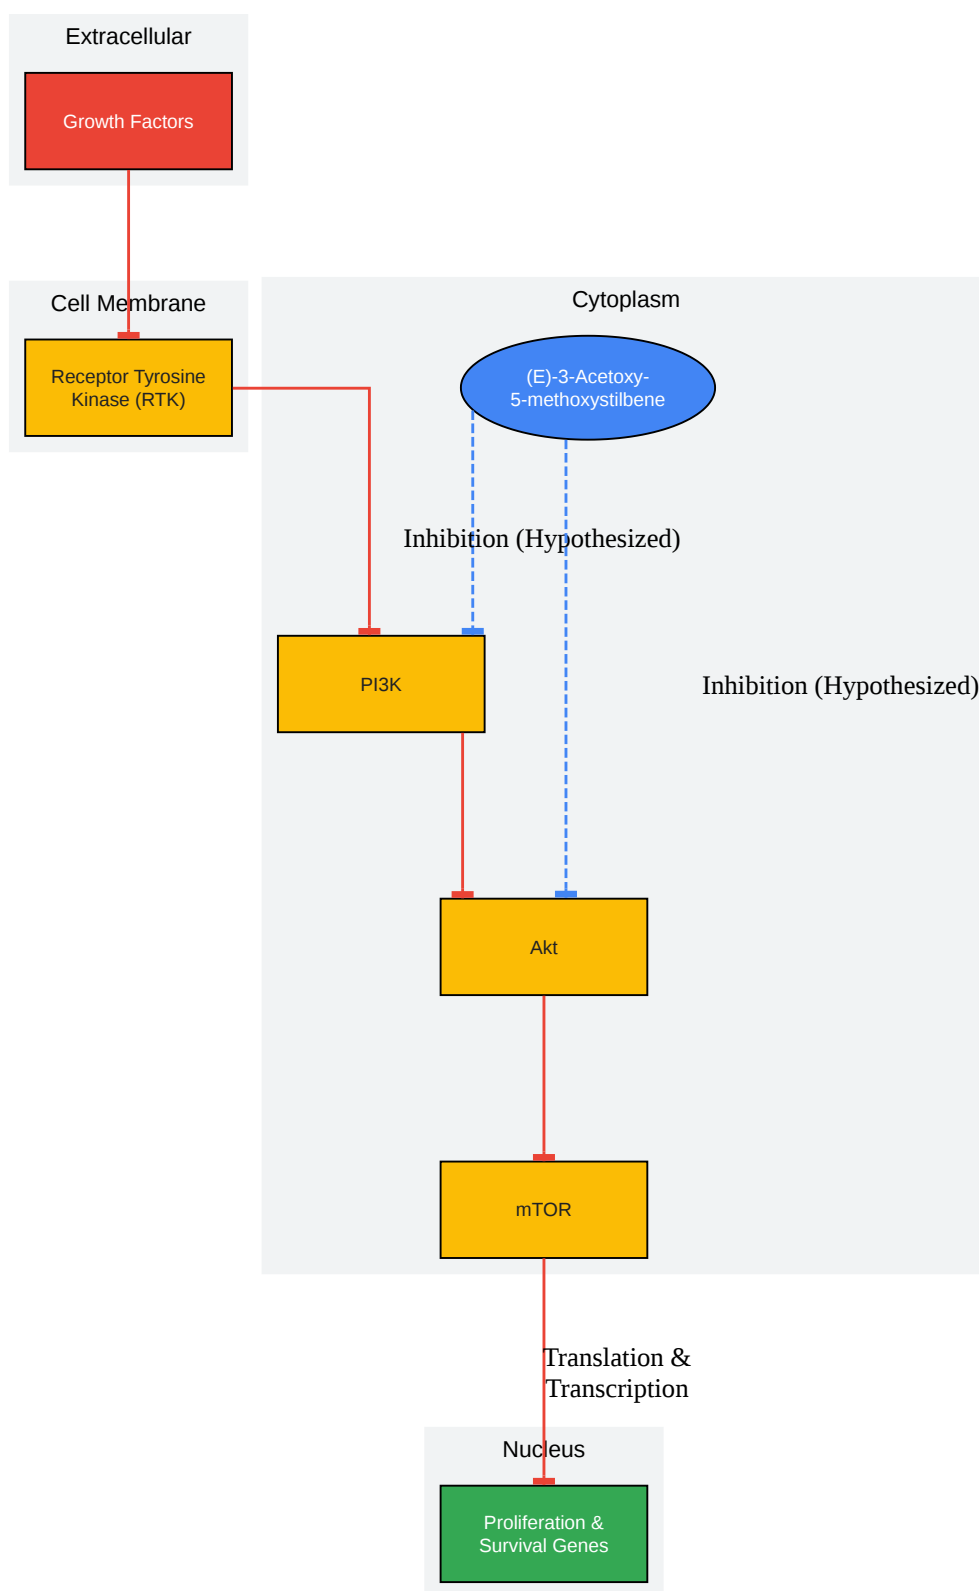 Extracellular
Growth Factors
Cell Membrane
Receptor Tyrosine
Kinase (RTK)
Cytoplasm
(E)-3-Acetoxy-
5-methoxystilbene
Inhibition (Hypothesized)
PI3K
Inhibition (Hypothesized)
Akt
mTOR
Translation &
Transcription
Nucleus
Proliferation &
Survival Genes